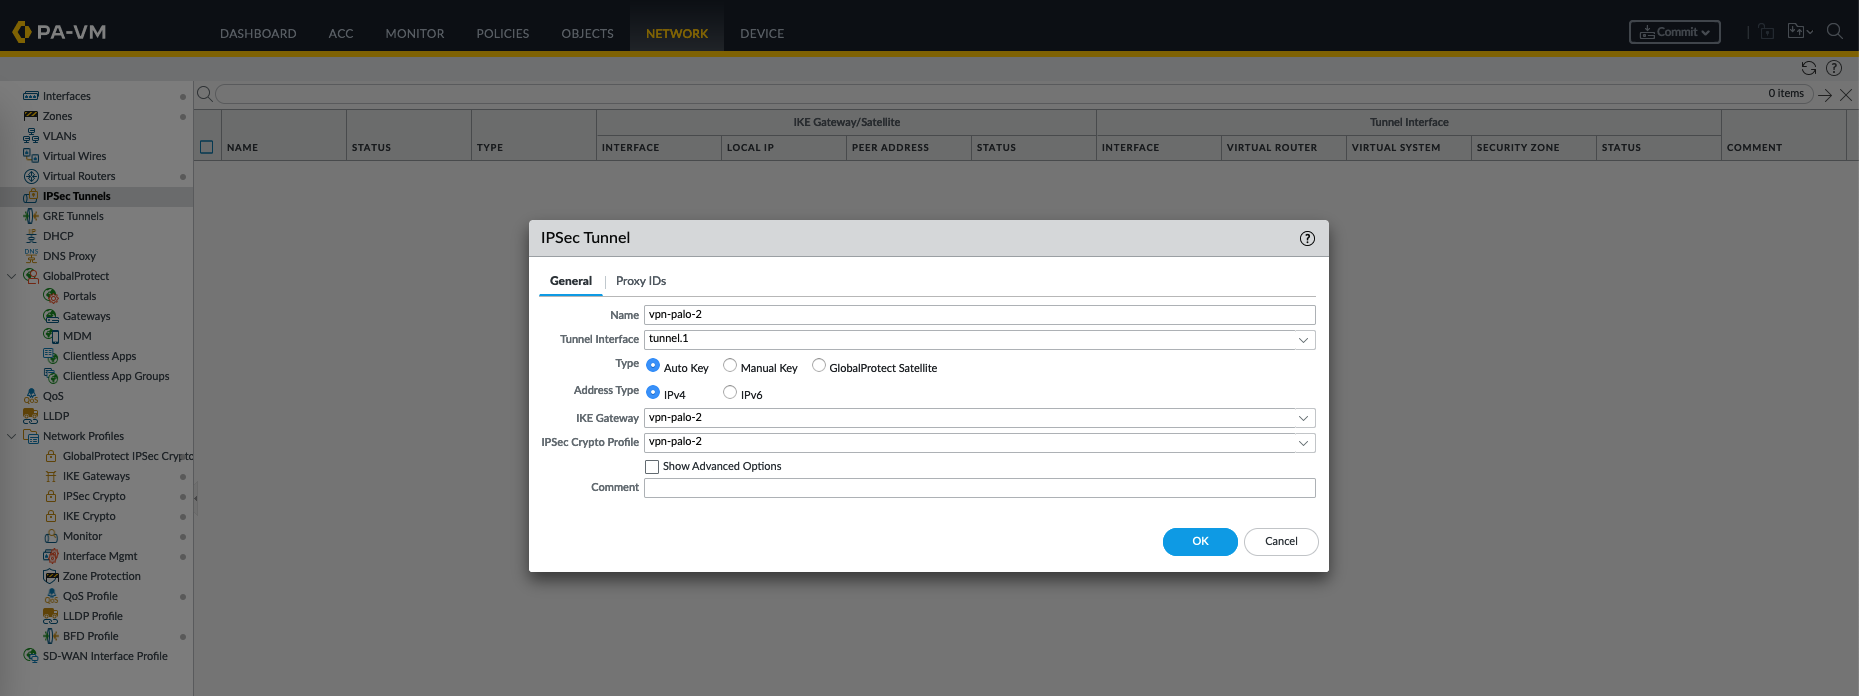 PA-VM
DASHBOARD ACC MONITOR POLICIES OBJECTS NETWORK DEVICE
Commit
Interfaces
Zones
VLANs
Virtual Wires
Virtual Routers
IPSec Tunnels
GRE Tunnels
DHCP
DNS Proxy
GlobalProtect
Portals
Gateways
MDM
Clientless Apps
Clientless App Groups
QoS
LLDP
Network Profiles
GlobalProtect IPSec Crypto
IKE Gateways
IPSec Crypto
IKE Crypto
Monitor
Interface Mgmt
Zone Protection
QoS Profile
LLDP Profile
BFD Profile
SD-WAN Interface Profile
0 items
IKE Gateway/Satellite Tunnel Interface
NAME STATUS TYPE INTERFACE LOCAL IP PEER ADDRESS STATUS INTERFACE VIRTUAL ROUTER VIRTUAL SYSTEM SECURITY ZONE STATUS COMMENT
IPSec Tunnel
General Proxy IDs
Name vpn-palo-2
Tunnel Interface tunnel.1
Type Auto Key Manual Key GlobalProtect Satellite
Address Type IPv4 IPv6
IKE Gateway vpn-palo-2
IPSec Crypto Profile vpn-palo-2
Show Advanced Options
Comment
OK Cancel